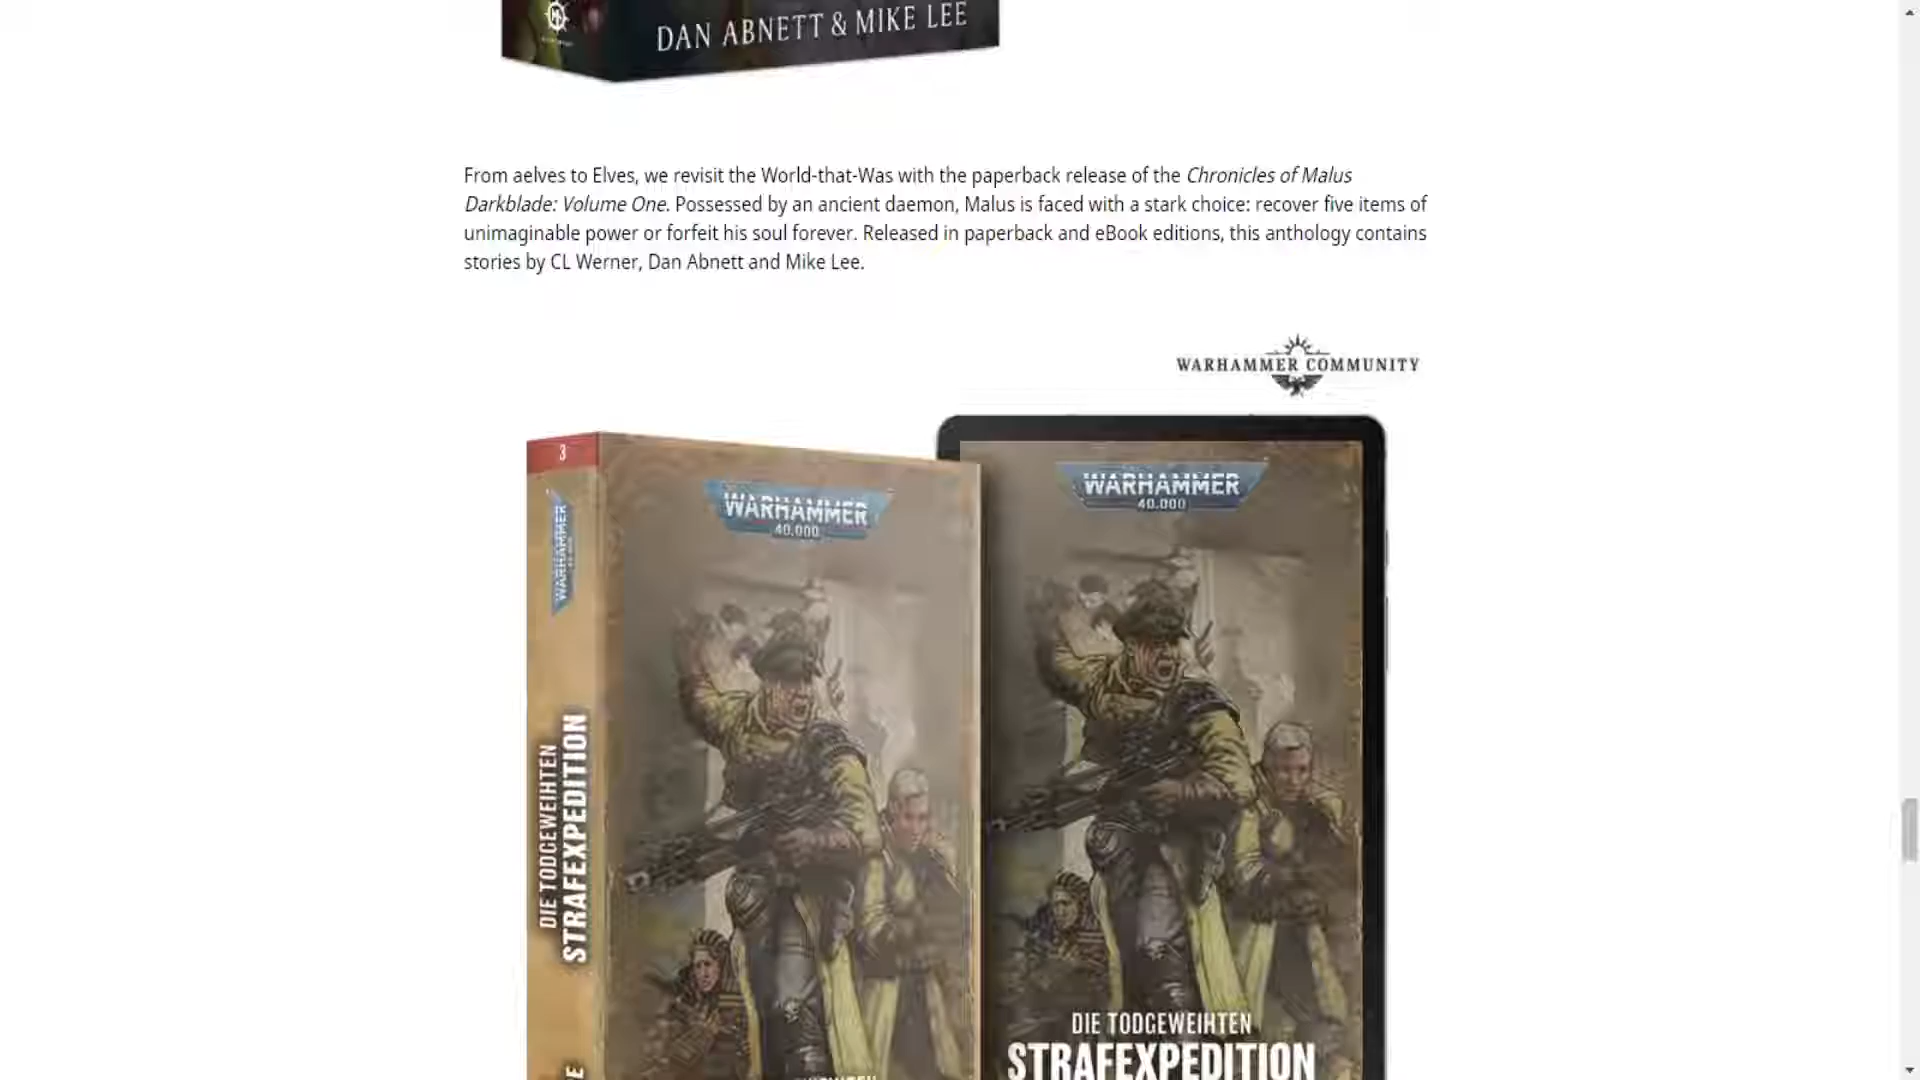 DAN ABNETT & MIKE LEE
From aelves to Elves, we revisit the World-that-Was with the paperback release of the Chronicles of Malus
Darkblade: Volume One. Possessed by an ancient daemon, Malus is faced with a stark choice: recover five items of
unimaginable power or forfeit his soul forever. Released in paperback and eBook editions, this anthology contains
stories by CL Werner, Dan Abnett and Mike Lee.
WARHAMMER COMMUNITY
3
WARHAMMER
DIE TODGEWEIHTEN
STRAFEXPEDITION
WARHAMMER
40.000
WARHAMMER
40.000
DIE TODGEWEIHTEN
STRAFEXPEDITION